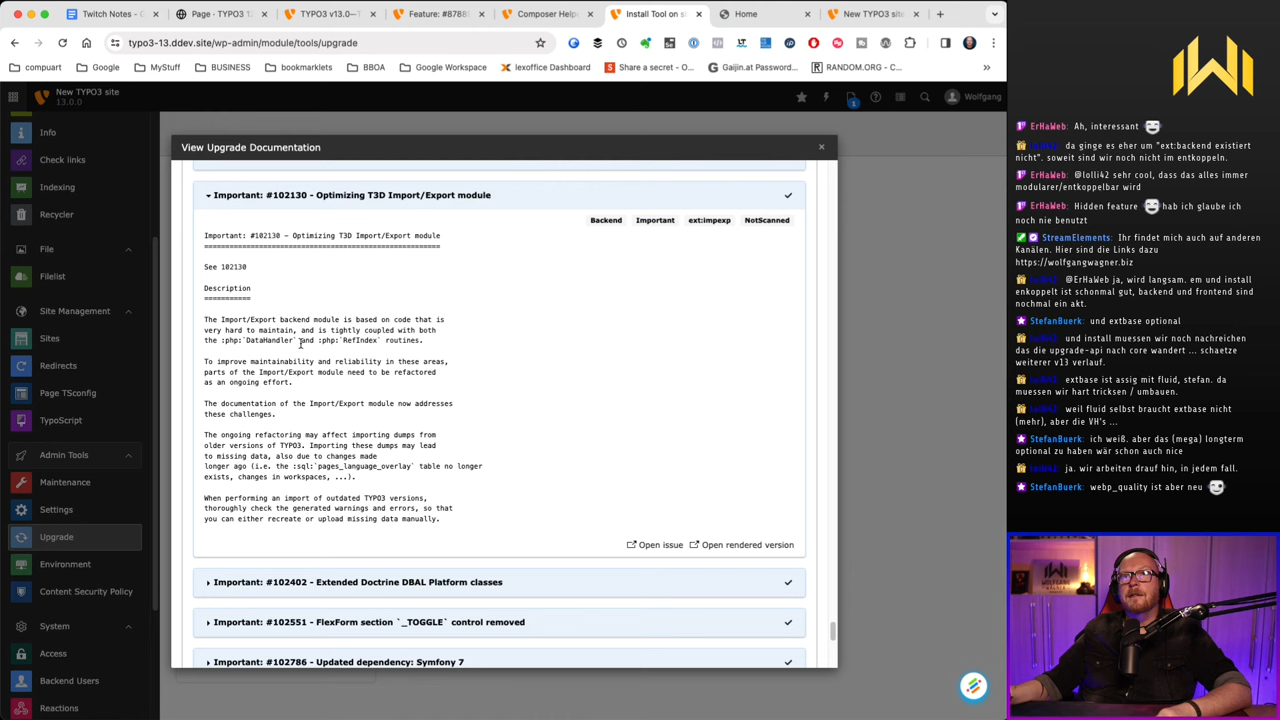 Twitch Notes -
Page · TYPO3 12
TYPO3 v13.0—T
Feature: #8788
Composer Help
Install Tool on s
Home
New TYPO3 site
typo3-13.ddev.site/wp-admin/module/tools/upgrade
compuart
Google
MyStuff
BUSINESS
bookmarklets
BBOA
Google Workspace
lexoffice Dashboard
Share a secret - O...
Gaijin.at Password...
RANDOM.ORG - C...
New TYPO3 site
13.0.0
1
Wolfgang
Info
Check links
Indexing
Recycler
File
Filelist
Site Management
Sites
Redirects
Page TSconfig
TypoScript
Admin Tools
Maintenance
Settings
Upgrade
Environment
Content Security Policy
System
Access
Backend Users
Reactions
View Upgrade Documentation
Important: #102130 - Optimizing T3D Import/Export module
Backend Important ext:impexp NotScanned
Important: #102130 - Optimizing T3D Import/Export module
========================================================
See 102130
Description
===========
The Import/Export backend module is based on code that is
very hard to maintain, and is tightly coupled with both
the :php:`DataHandler` and :php:`RefIndex` routines.
To improve maintainability and reliability in these areas,
parts of the Import/Export module need to be refactored
as an ongoing effort.
The documentation of the Import/Export module now addresses
these challenges.
The ongoing refactoring may affect importing dumps from
older versions of TYPO3. Importing these dumps may lead
to missing data, also due to changes made
longer ago (i.e. the :sql:`pages_language_overlay` table no longer
exists, changes in workspaces, ...).
When performing an import of outdated TYPO3 versions,
thoroughly check the generated warnings and errors, so that
you can either recreate or upload missing data manually.
Open issue Open rendered version
Important: #102402 - Extended Doctrine DBAL Platform classes
Important: #102551 - FlexForm section `_TOGGLE` control removed
Important: #102786 - Updated dependency: Symfony 7
ErHaWeb: Ah, interessant
lolli42: da ginge es eher um "ext:backend existiert
nicht". soweit sind wir noch nicht im entkoppeln.
ErHaWeb: @lolli42 sehr cool, dass das alles immer
modularer/entkoppelbar wird
ErHaWeb: Hidden feature hab ich glaube ich
noch nie benutzt
StreamElements: Ihr findet mich auch auf anderen
Kanälen. Hier sind die Links dazu
https://wolfgangwagner.biz
lolli42: @ErHaWeb ja, wird langsam. em und install
enkoppelt ist schonmal gut, backend und frontend sind
nochmal ein akt.
StefanBuerk: und extbase optional
lolli42: und install muessen wir noch nachreichen
das die upgrade-api nach core wandert ... schaetze
weiterer v13 verlauf.
lolli42: extbase ist assig mit fluid, stefan. da
muessen wir hart tricksen / umbauen.
lolli42: weil fluid selbst braucht extbase nicht
(mehr), aber die VH's ...
StefanBuerk: ich weiß. aber das (mega) longterm
optional zu haben wär schon auch nice
lolli42: ja. wir arbeiten drauf hin, in jedem fall.
StefanBuerk: webp_quality ist aber neu